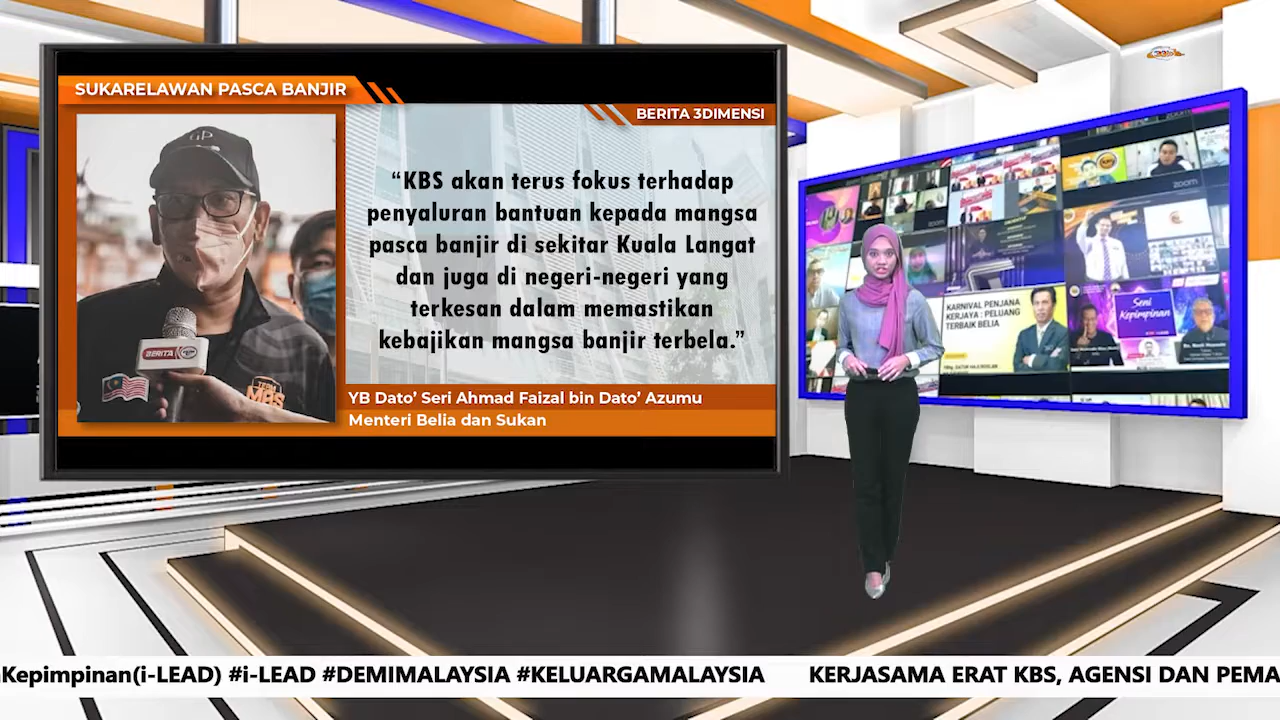 SUKARELAWAN PASCA BANJIR
BERITA 3DIMENSI
“KBS akan terus fokus terhadap
penyaluran bantuan kepada mangsa
pasca banjir di sekitar Kuala Langat
dan juga di negeri-negeri yang
terkesan dalam memastikan
kebajikan mangsa banjir terbela.”
YB Dato’ Seri Ahmad Faizal bin Dato’ Azumu
Menteri Belia dan Sukan
BERITA
zoom
KARNIVAL PENJANA
KERJAYA : PELUANG
TERBAIK BELIA
Seni
Kepimpinan
Kepimpinan(i-LEAD) #i-LEAD #DEMIMALAYSIA #KELUARGAMALAYSIA
KERJASAMA ERAT KBS, AGENSI DAN PEMA